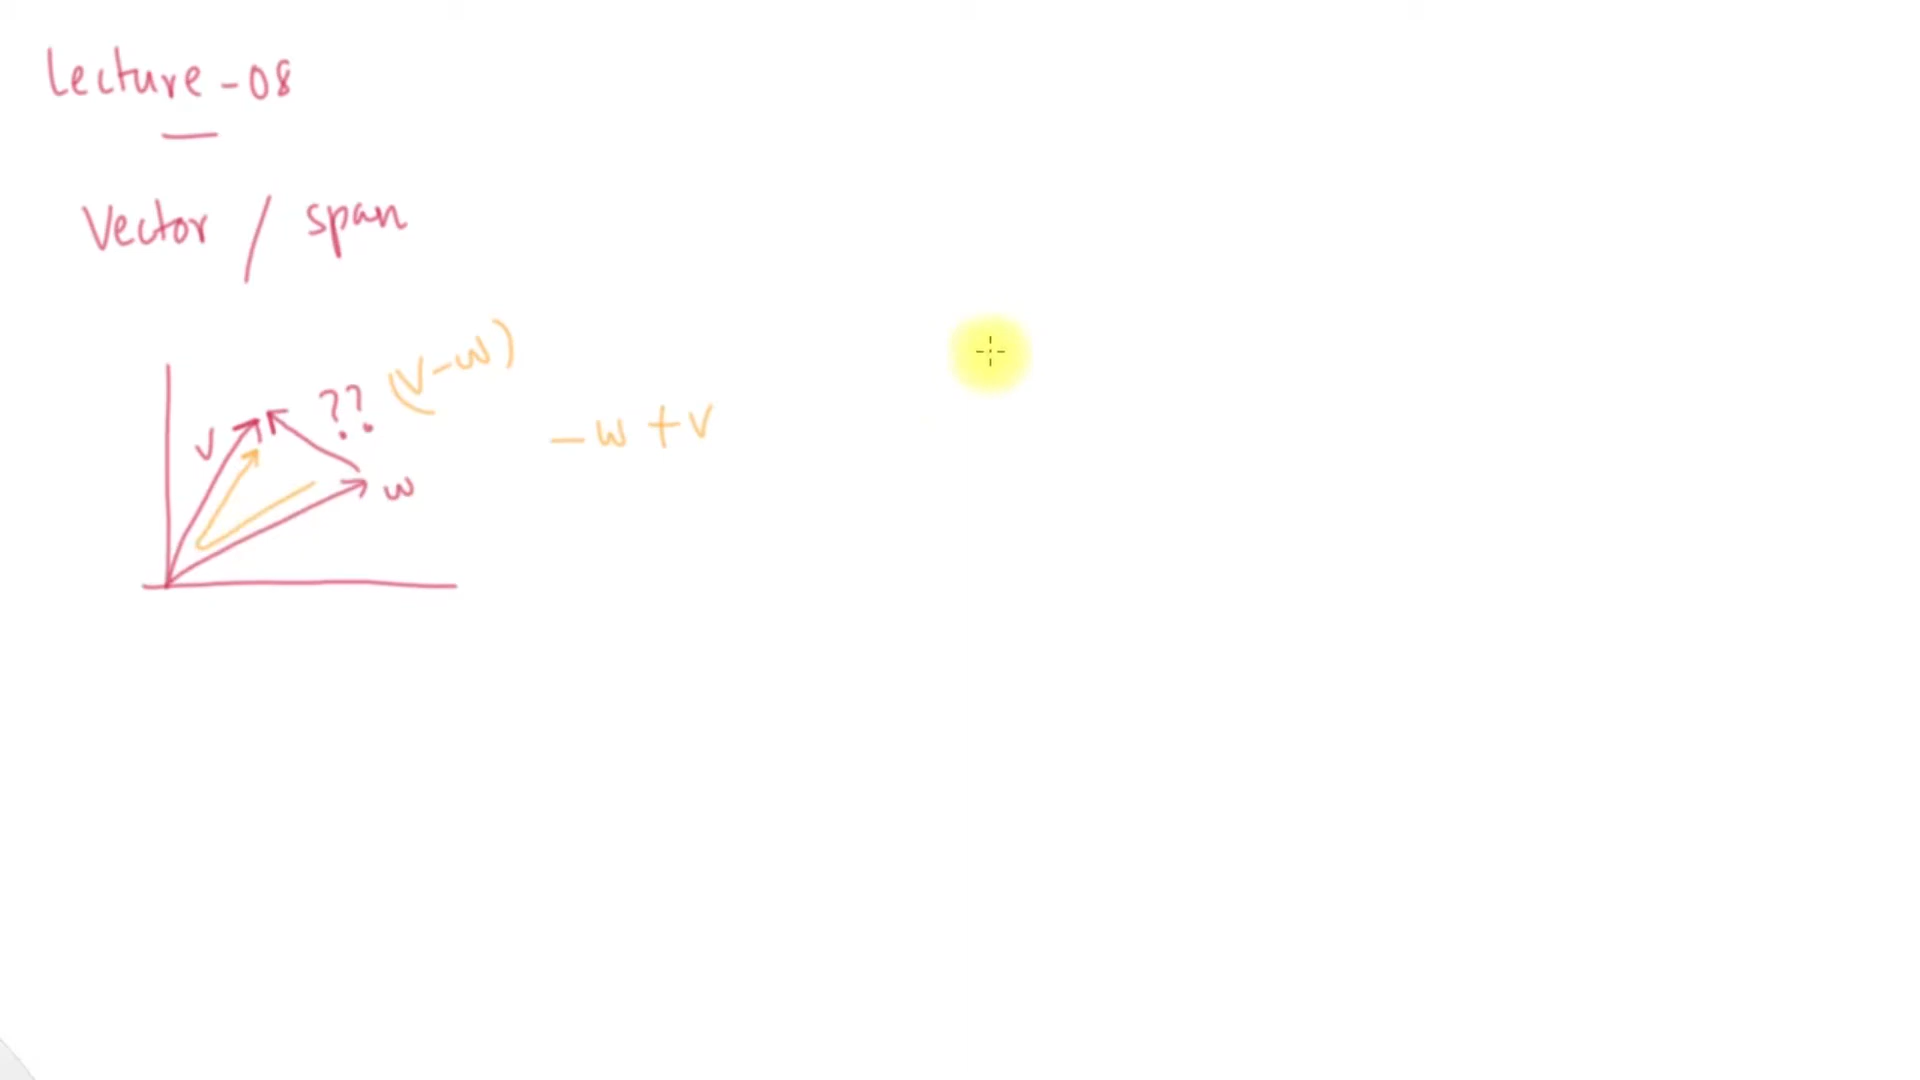 Lecture - 08
Vector / span
?? (v-w)
- w + v
v
w